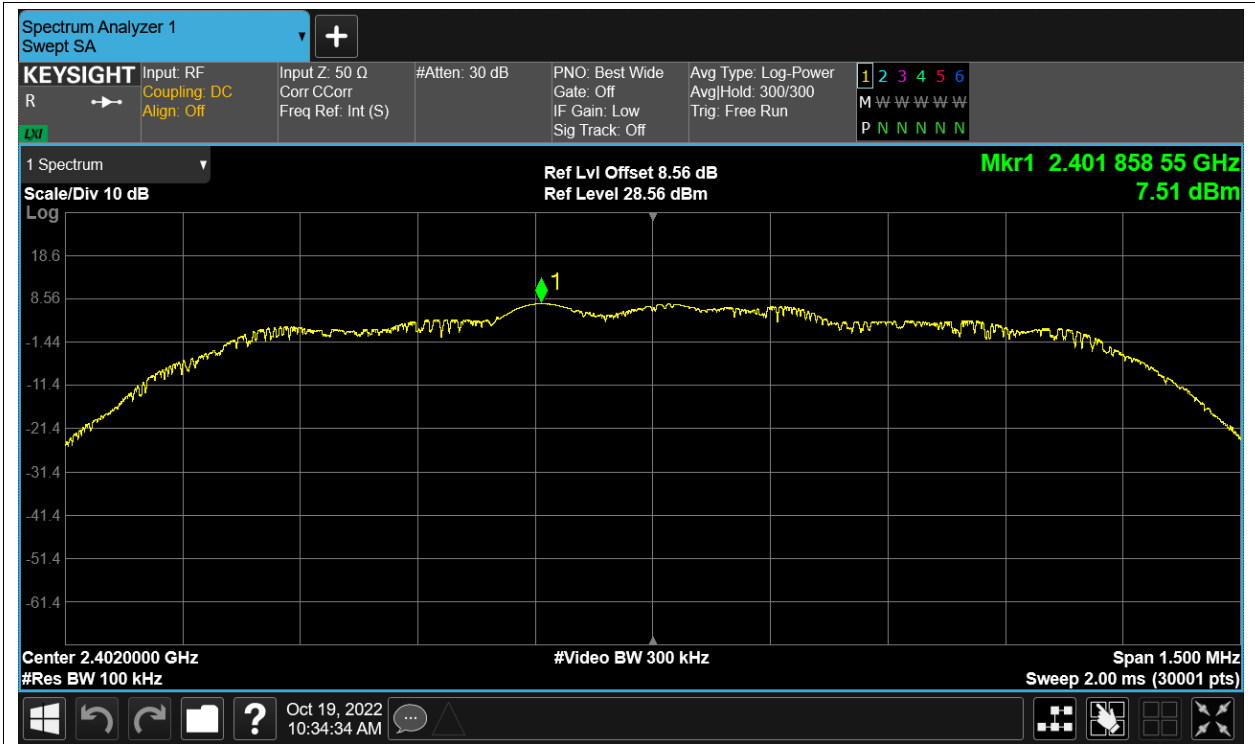 Spectrum Analyzer 1
Swept SA
+
KEYSIGHT
R
LXI
Input: RF
Coupling: DC
Align: Off
Input Z: 50 Ω
Corr CCorr
Freq Ref: Int (S)
#Atten: 30 dB
PNO: Best Wide
Gate: Off
IF Gain: Low
Sig Track: Off
Avg Type: Log-Power
Avg|Hold: 300/300
Trig: Free Run
1 2 3 4 5 6
M W W W W W
P N N N N N
1 Spectrum
Scale/Div 10 dB
Log
Ref Lvl Offset 8.56 dB
Ref Level 28.56 dBm
Mkr1 2.401 858 55 GHz
7.51 dBm
1
18.6
8.56
-1.44
-11.4
-21.4
-31.4
-41.4
-51.4
-61.4
Center 2.4020000 GHz
#Res BW 100 kHz
#Video BW 300 kHz
Span 1.500 MHz
Sweep 2.00 ms (30001 pts)
?
Oct 19, 2022
10:34:34 AM